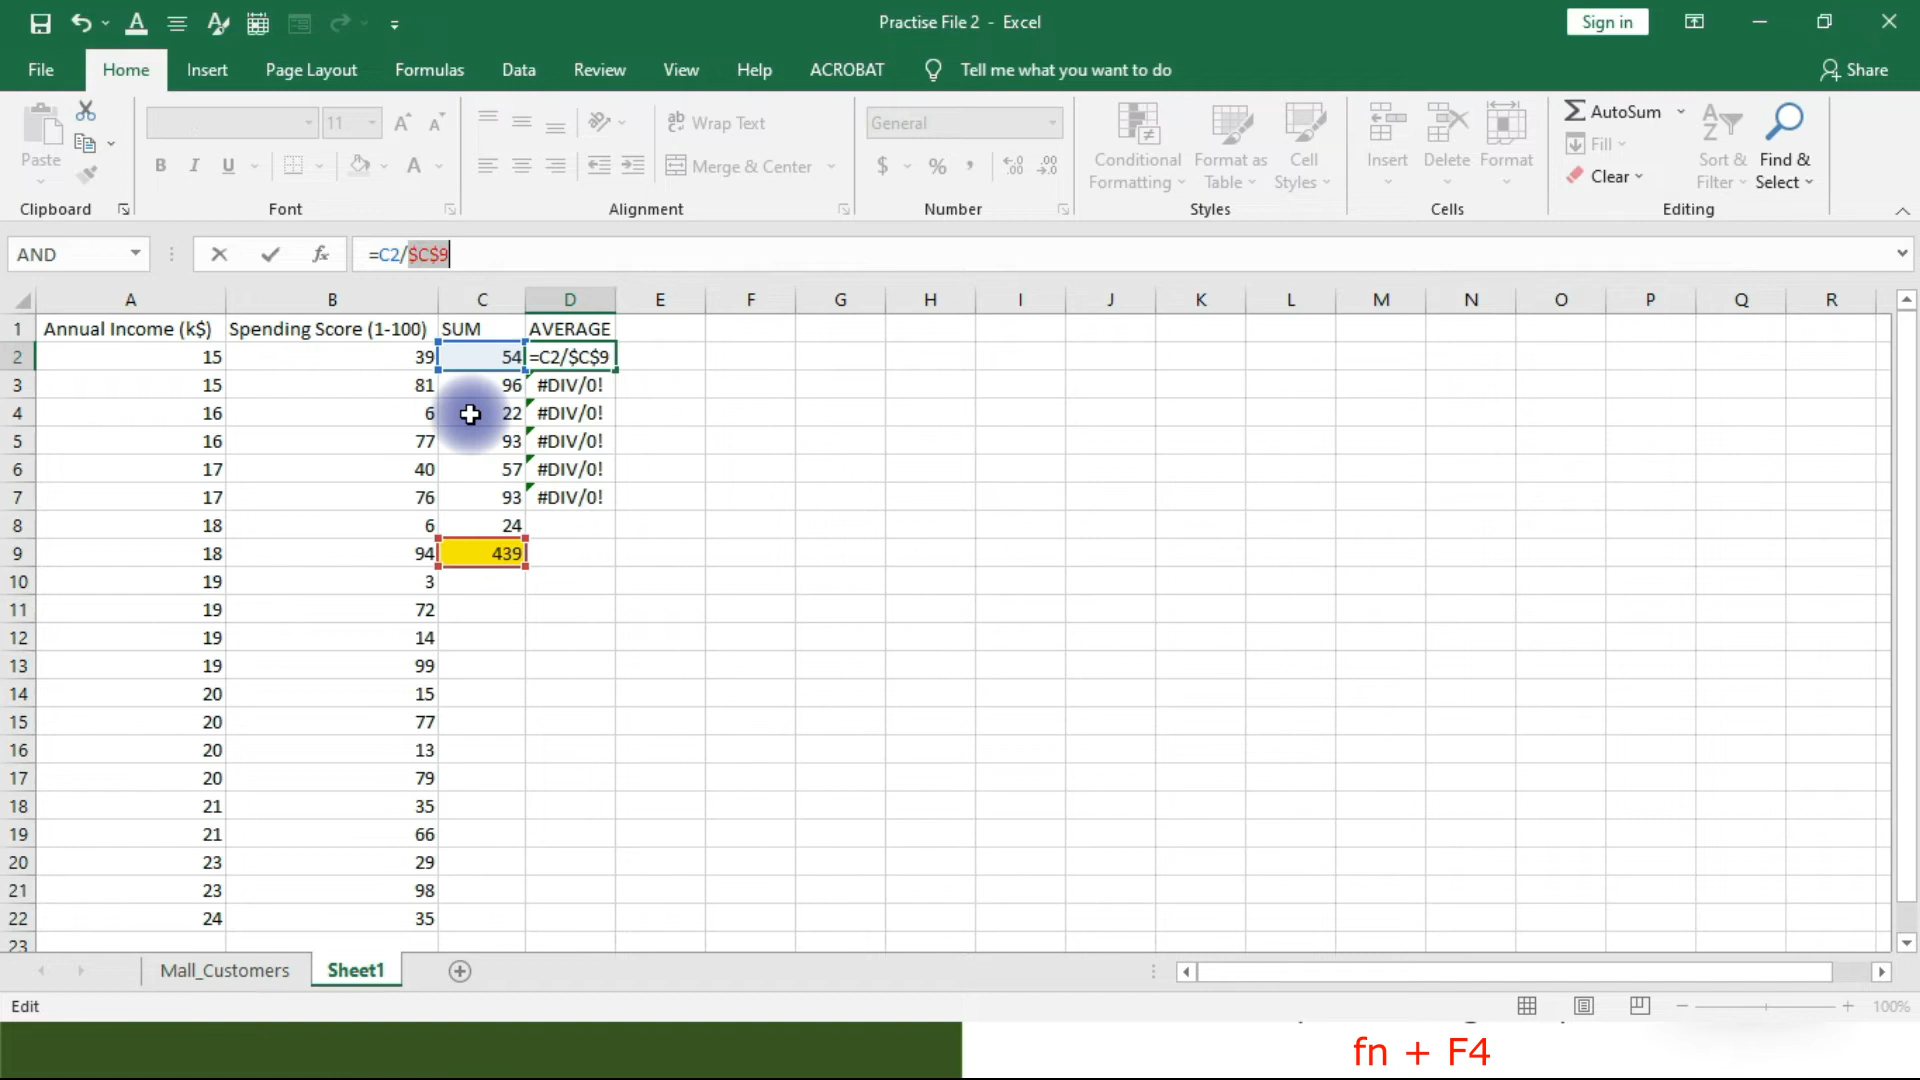 Practise File 2 - Excel
Sign in
File Home Insert Page Layout Formulas Data Review View Help ACROBAT Tell me what you want to do Share
Paste
11
Wrap Text
General
Merge & Center
Conditional Formatting
Format as Table
Cell Styles
Insert
Delete
Format
AutoSum
Fill
Clear
Sort & Filter
Find & Select
Clipboard Font Alignment Number Styles Cells Editing
AND =C2/$C$9
A B C D E F G H I J K L M N O P Q R
1 Annual Income (k$) Spending Score (1-100) SUM AVERAGE
2 15 39 54 =C2/$C$9
3 15 81 96 #DIV/0!
4 16 6 22 #DIV/0!
5 16 77 93 #DIV/0!
6 17 40 57 #DIV/0!
7 17 76 93 #DIV/0!
8 18 6 24
9 18 94 439
10 19 3
11 19 72
12 19 14
13 19 99
14 20 15
15 20 77
16 20 13
17 20 79
18 21 35
19 21 66
20 23 29
21 23 98
22 24 35
23
Mall_Customers Sheet1
Edit 100%
fn + F4